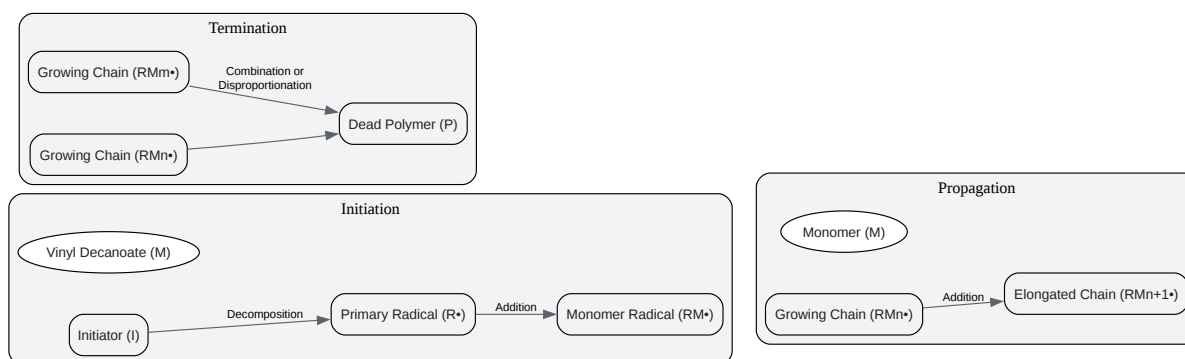 Termination
Growing Chain (RMm•)
Combination or
Disproportionation
Dead Polymer (P)
Growing Chain (RMn•)
Initiation
Vinyl Decanoate (M)
Initiator (I)
Decomposition
Primary Radical (R•)
Addition
Monomer Radical (RM•)
Propagation
Monomer (M)
Growing Chain (RMn•)
Addition
Elongated Chain (RMn+1•)